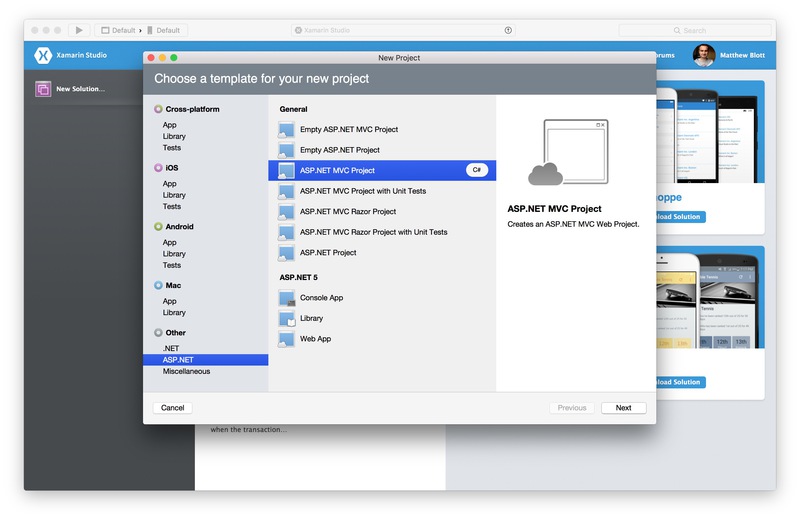 Default
Default
Xamarin Studio
Search
Xamarin Studio
orums
Matthew Blott
New Solution...
New Project
Choose a template for your new project
Cross-platform
App
Library
Tests
iOS
App
Library
Tests
Android
App
Library
Tests
Mac
App
Library
Other
.NET
ASP.NET
Miscellaneous
General
Empty ASP.NET MVC Project
Empty ASP.NET Project
ASP.NET MVC Project
C#
ASP.NET MVC Project with Unit Tests
ASP.NET MVC Razor Project
ASP.NET MVC Razor Project with Unit Tests
ASP.NET Project
ASP.NET 5
Console App
Library
Web App
ASP.NET MVC Project
Creates an ASP.NET MVC Web Project.
Cancel
Previous
Next
oppe
load Solution
12th
13th
12th
load Solution
when the transaction...